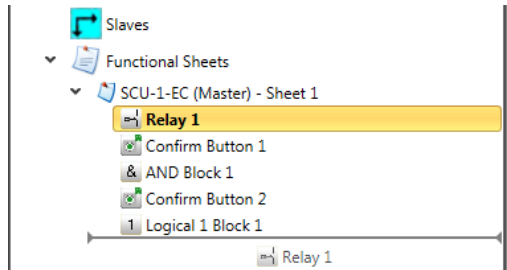 Slaves
Functional Sheets
SCU-1-EC (Master) - Sheet 1
Relay 1
Confirm Button 1
& AND Block 1
Confirm Button 2
1 Logical 1 Block 1
Relay 1